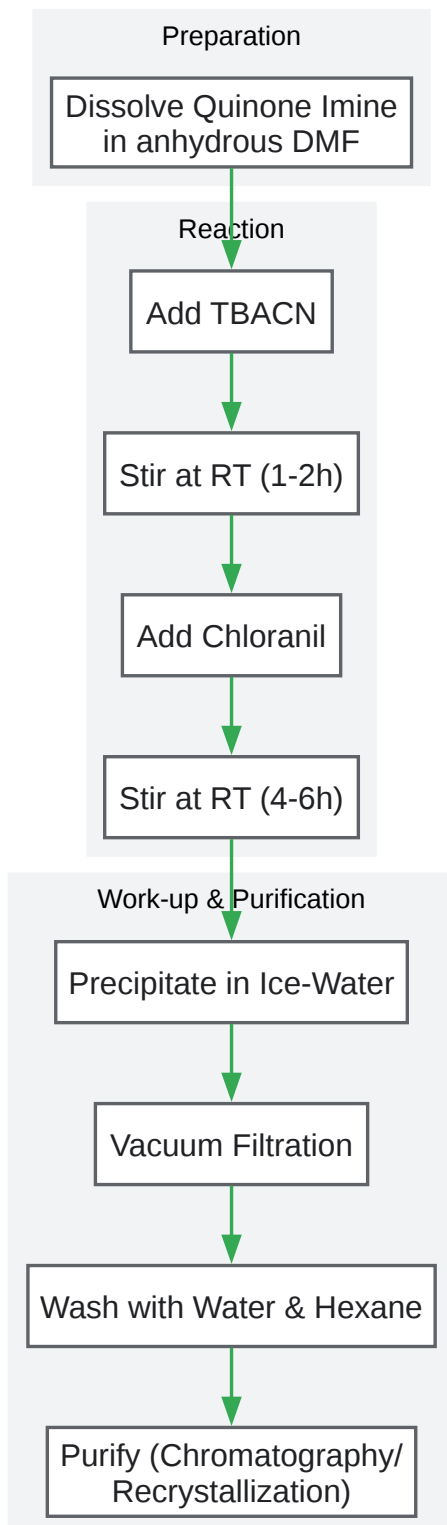 Preparation
Dissolve Quinone Imine
in anhydrous DMF
Reaction
Add TBACN
Stir at RT (1-2h)
Add Chloranil
Stir at RT (4-6h)
Work-up & Purification
Precipitate in Ice-Water
Vacuum Filtration
Wash with Water & Hexane
Purify (Chromatography/
Recrystallization)